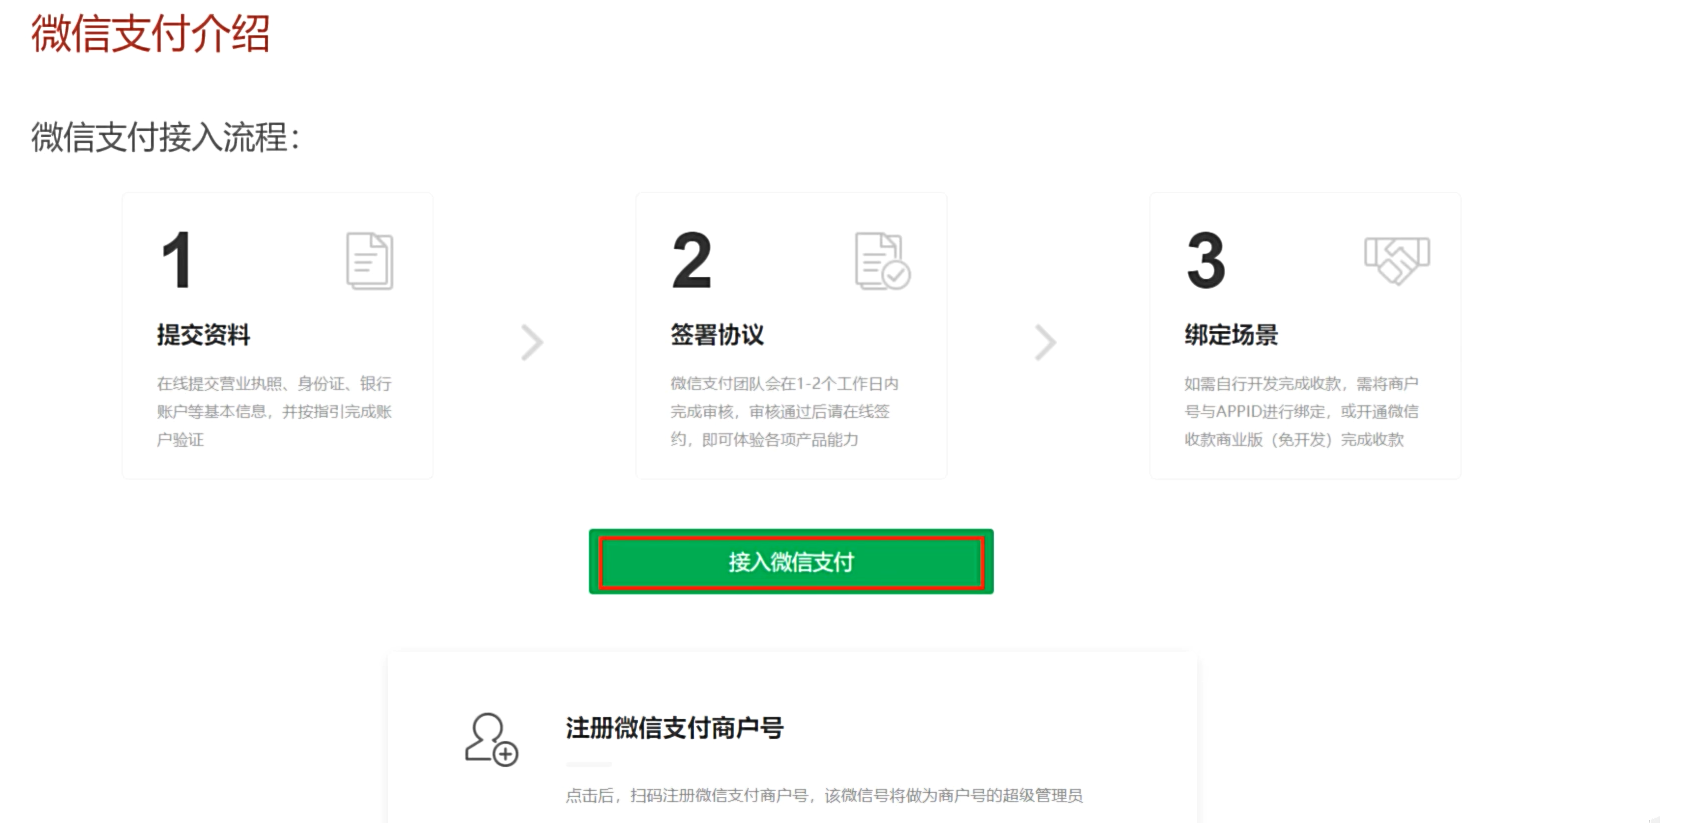 微信支付介绍
微信支付接入流程：
1
提交资料
在线提交营业执照、身份证、银行
账户等基本信息，并按指引完成账
户验证
2
签署协议
微信支付团队会在1-2个工作日内
完成审核，审核通过后请在线签
约，即可体验各项产品能力
3
绑定场景
如需自行开发完成收款，需将商户
号与APPID进行绑定，或开通微信
收款商业版（免开发）完成收款
接入微信支付
注册微信支付商户号
点击后，扫码注册微信支付商户号，该微信号将做为商户号的超级管理员